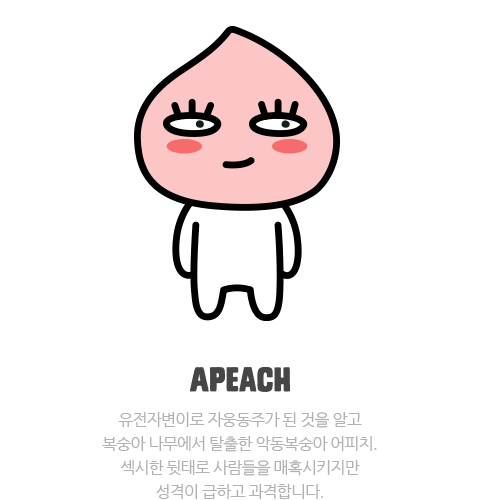 APEACH
유전자변이로 자웅동주가 된 것을 알고
복숭아 나무에서 탈출한 악동복숭아 어피치.
섹시한 뒷태로 사람들을 매혹시키지만
성격이 급하고 과격합니다.